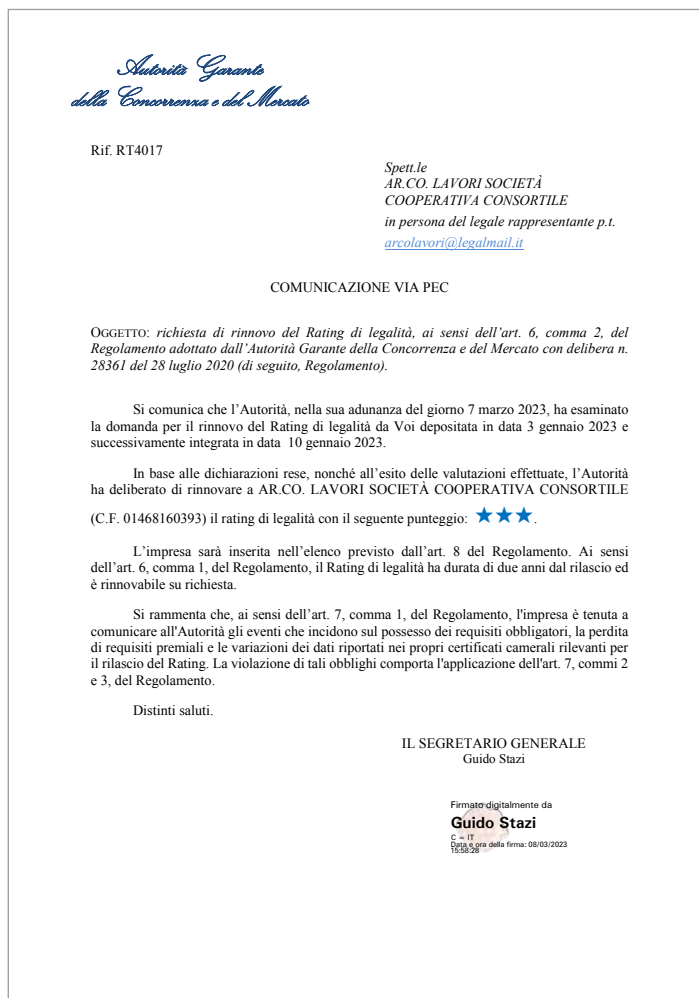 Autorità Garante
della Concorrenza e del Mercato
Rif. RT4017
Spett.le
AR.CO. LAVORI SOCIETÀ
COOPERATIVA CONSORTILE
in persona del legale rappresentante p.t.
arcolavori@legalmail.it
COMUNICAZIONE VIA PEC
OGGETTO: richiesta di rinnovo del Rating di legalità, ai sensi dell'art. 6, comma 2, del
Regolamento adottato dall'Autorità Garante della Concorrenza e del Mercato con delibera n.
28361 del 28 luglio 2020 (di seguito, Regolamento).
Si comunica che l'Autorità, nella sua adunanza del giorno 7 marzo 2023, ha esaminato
la domanda per il rinnovo del Rating di legalità da Voi depositata in data 3 gennaio 2023 e
successivamente integrata in data 10 gennaio 2023.
In base alle dichiarazioni rese, nonché all'esito delle valutazioni effettuate, l'Autorità
ha deliberato di rinnovare a AR.CO. LAVORI SOCIETÀ COOPERATIVA CONSORTILE
(C.F. 01468160393) il rating di legalità con il seguente punteggio: ★★★.
L'impresa sarà inserita nell'elenco previsto dall'art. 8 del Regolamento. Ai sensi
dell'art. 6, comma 1, del Regolamento, il Rating di legalità ha durata di due anni dal rilascio ed
è rinnovabile su richiesta.
Si rammenta che, ai sensi dell'art. 7, comma 1, del Regolamento, l'impresa è tenuta a
comunicare all'Autorità gli eventi che incidono sul possesso dei requisiti obbligatori, la perdita
di requisiti premiali e le variazioni dei dati riportati nei propri certificati camerali rilevanti per
il rilascio del Rating. La violazione di tali obblighi comporta l'applicazione dell'art. 7, commi 2
e 3, del Regolamento.
Distinti saluti.
IL SEGRETARIO GENERALE
Guido Stazi
Firmato digitalmente da
Guido Stazi
C = IT
Data e ora della firma: 08/03/2023
15:58:28